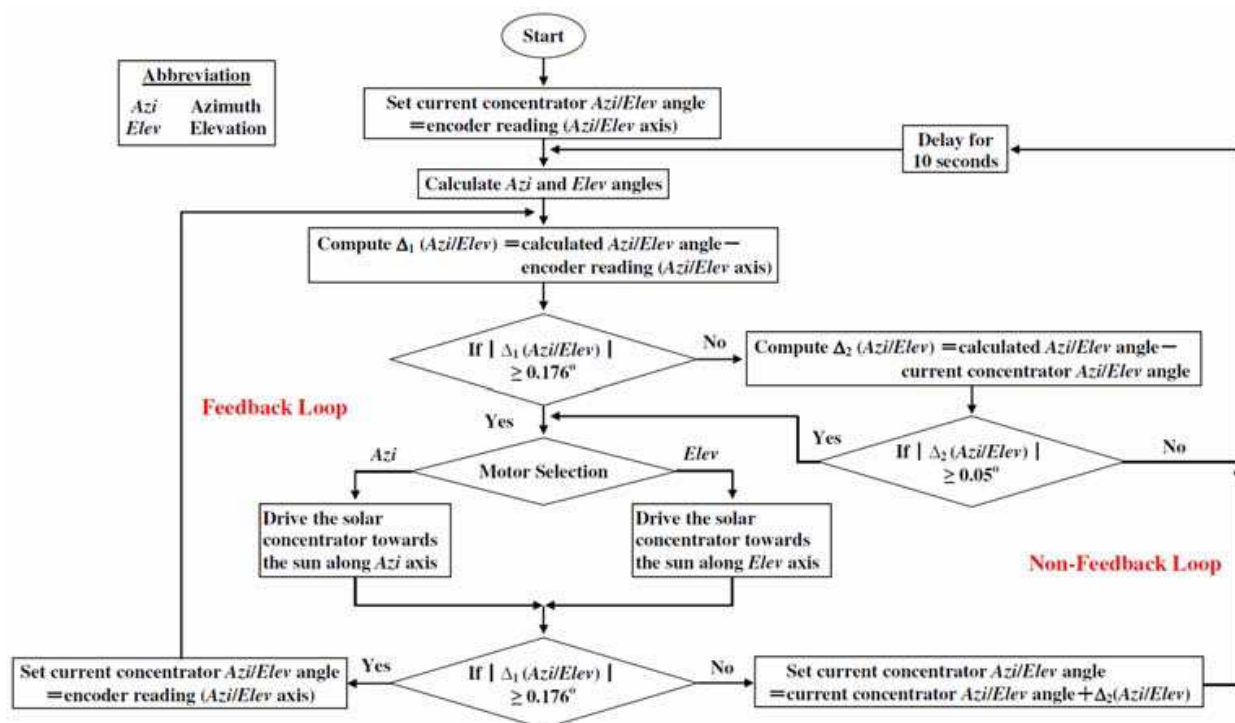 Start
Abbreviation
Azi Azimuth
Elev Elevation
Set current concentrator Azi/Elev angle
=encoder reading (Azi/Elev axis)
Delay for
10 seconds
Calculate Azi and Elev angles
Compute Δ₁ (Azi/Elev) =calculated Azi/Elev angle−
encoder reading (Azi/Elev axis)
If | Δ₁ (Azi/Elev) |
≥ 0.176°
No
Compute Δ₂ (Azi/Elev) =calculated Azi/Elev angle−
current concentrator Azi/Elev angle
Feedback Loop
Yes
Yes
If | Δ₂ (Azi/Elev) |
≥ 0.05°
No
Azi
Motor Selection
Elev
Drive the solar
concentrator towards
the sun along Azi axis
Drive the solar
concentrator towards
the sun along Elev axis
Non-Feedback Loop
Set current concentrator Azi/Elev angle
=encoder reading (Azi/Elev axis)
Yes
If | Δ₁ (Azi/Elev) |
≥ 0.176°
No
Set current concentrator Azi/Elev angle
=current concentrator Azi/Elev angle+Δ₂(Azi/Elev)